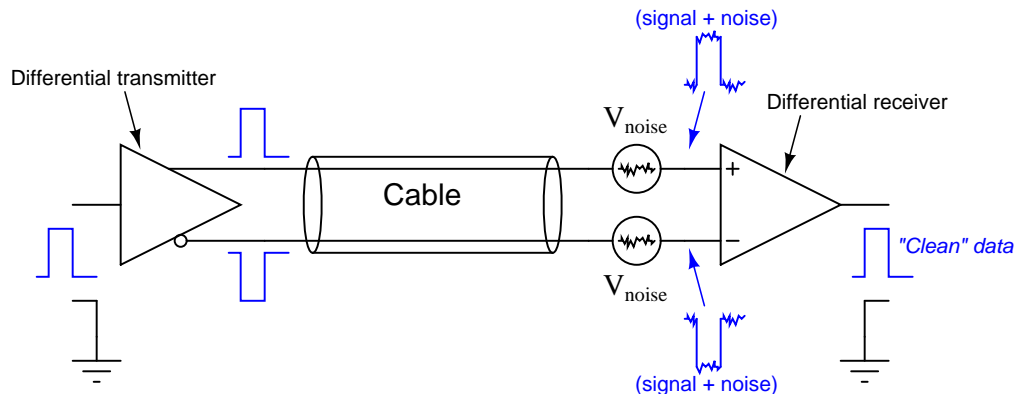 (signal + noise)
Differential transmitter
Differential receiver
Vnoise
+
Cable
"Clean" data
−
Vnoise
(signal + noise)